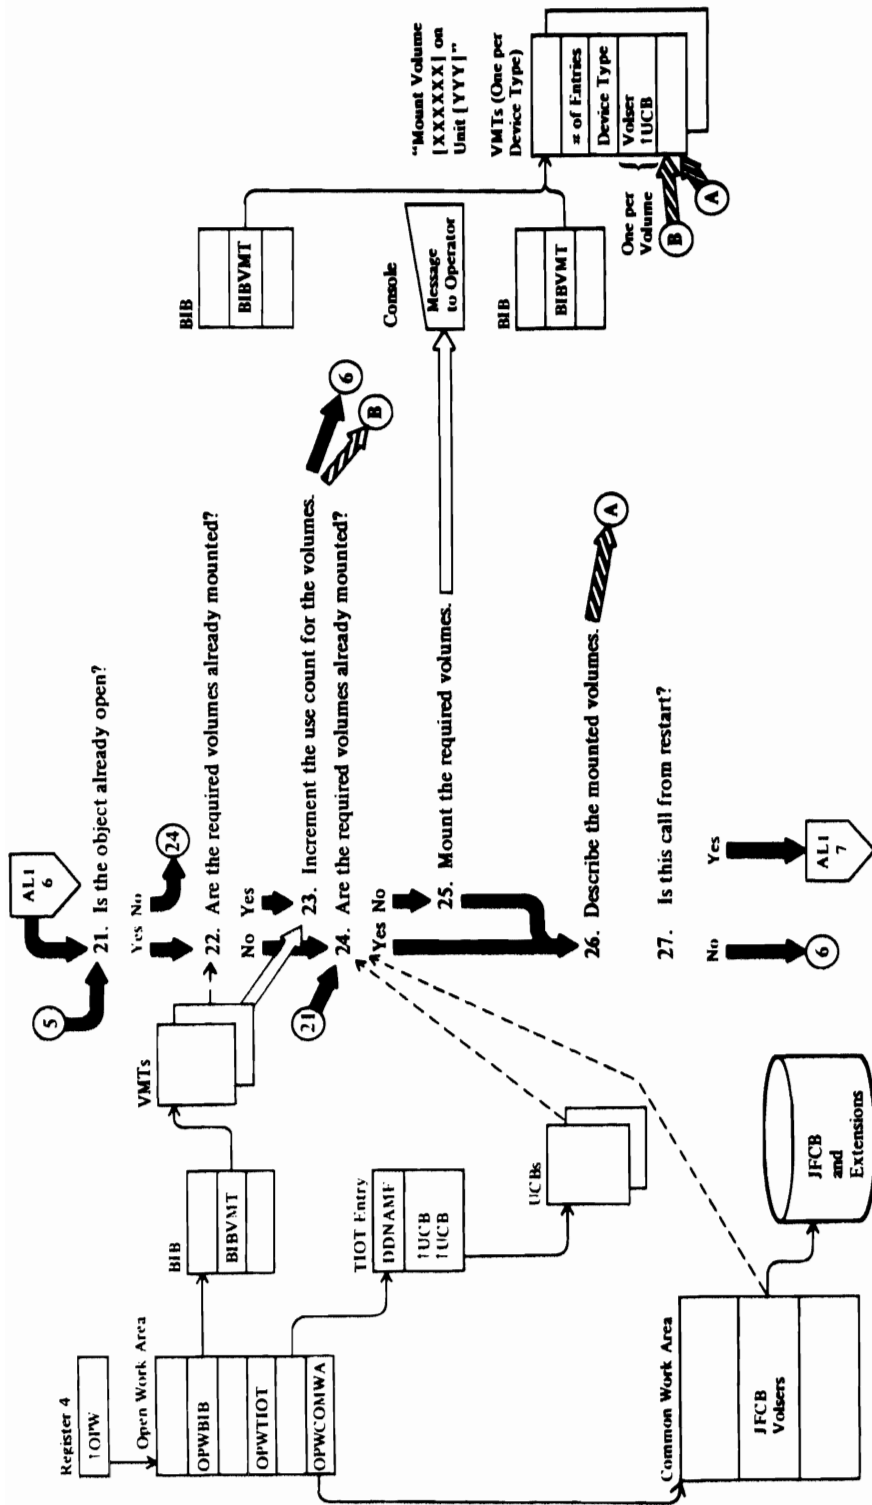 Register 4
↑OPW
Open Work Area
OPWBIB
OPWTIOT
OPWCOMWA
BIB
BIBVMT
VMTs
TIOT Entry
DDNAME
↑UCB
↑UCB
UCBs
Common Work Area
JFCB
Volsers
JFCB
and
Extensions
5
ALI
6
21. Is the object already open?
Yes No
24
22. Are the required volumes already mounted?
No Yes
23. Increment the use count for the volumes.
6
B
21
24. Are the required volumes already mounted?
Yes No
25. Mount the required volumes.
26. Describe the mounted volumes.
A
27. Is this call from restart?
No
Yes
6
ALI
7
BIB
BIBVMT
Console
Message
to Operator
"Mount Volume
[XXXXXX] on
Unit [YYY]"
BIB
BIBVMT
VMTs (One per
Device Type)
# of Entries
Device Type
Volser
↑UCB
One per
Volume
B
A